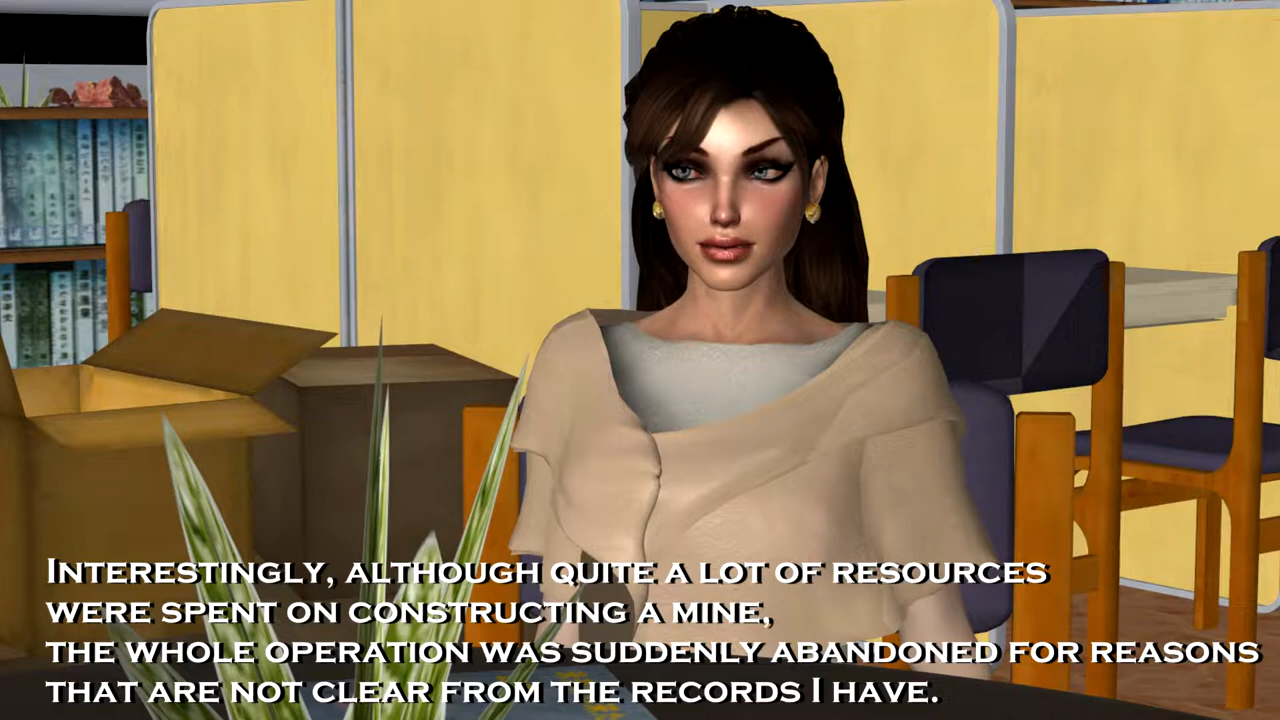 Interestingly, although quite a lot of resources
were spent on constructing a mine,
the whole operation was suddenly abandoned for reasons
that are not clear from the records I have.